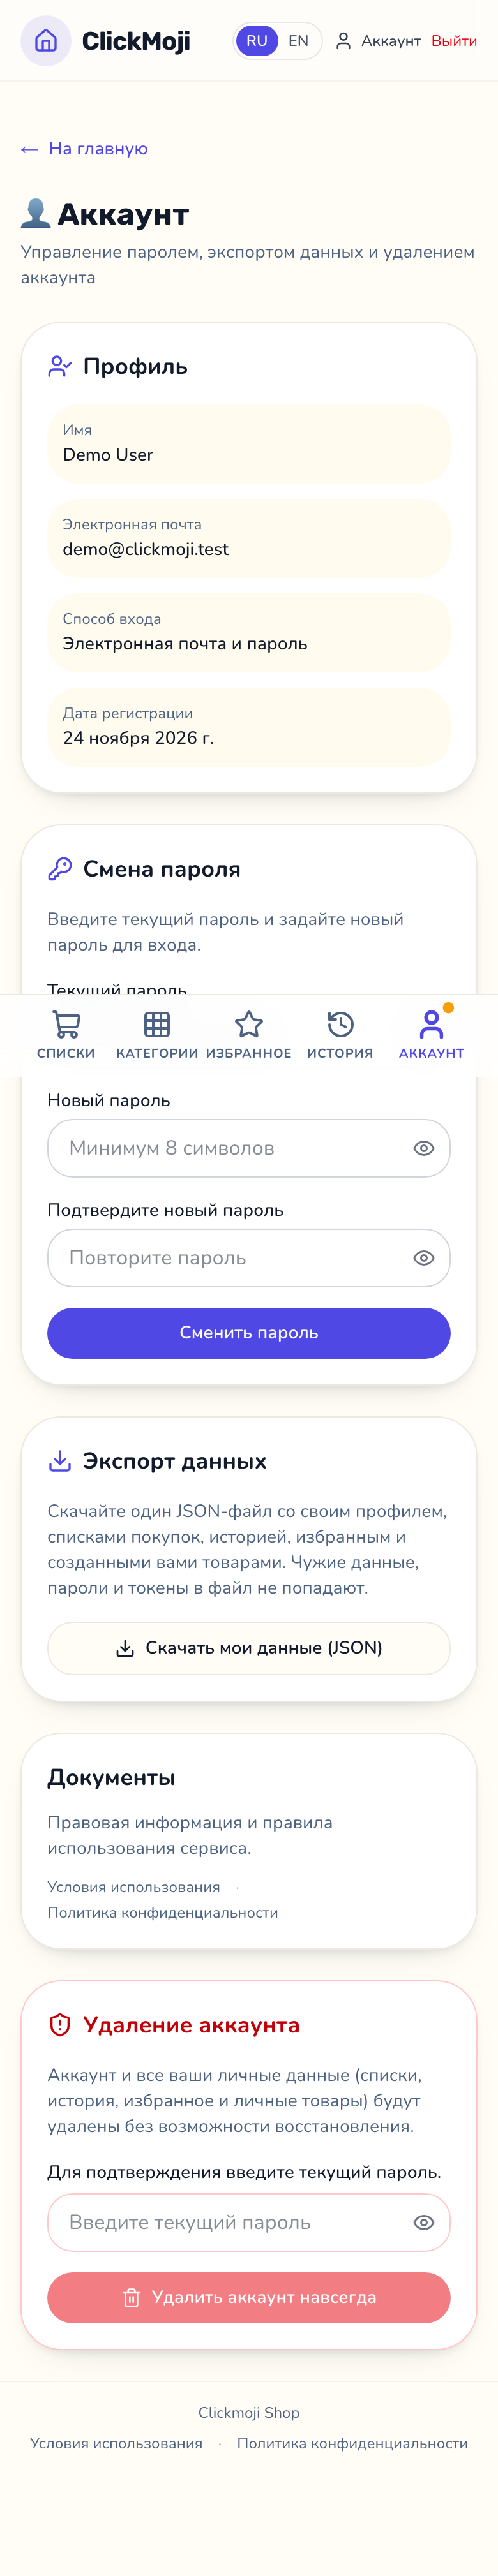 ClickMoji
RU EN
Аккаунт
Выйти
← На главную
Аккаунт
Управление паролем, экспортом данных и удалением
аккаунта
Профиль
Имя
Demo User
Электронная почта
demo@clickmoji.test
Способ входа
Электронная почта и пароль
Дата регистрации
24 ноября 2026 г.
Смена пароля
Введите текущий пароль и задайте новый
пароль для входа.
Текущий пароль
СПИСКИ
КАТЕГОРИИ
ИЗБРАННОЕ
ИСТОРИЯ
АККАУНТ
Новый пароль
Минимум 8 символов
Подтвердите новый пароль
Повторите пароль
Сменить пароль
Экспорт данных
Скачайте один JSON-файл со своим профилем,
списками покупок, историей, избранным и
созданными вами товарами. Чужие данные,
пароли и токены в файл не попадают.
Скачать мои данные (JSON)
Документы
Правовая информация и правила
использования сервиса.
Условия использования ·
Политика конфиденциальности
Удаление аккаунта
Аккаунт и все ваши личные данные (списки,
история, избранное и личные товары) будут
удалены без возможности восстановления.
Для подтверждения введите текущий пароль.
Введите текущий пароль
Удалить аккаунт навсегда
Clickmoji Shop
Условия использования · Политика конфиденциальности